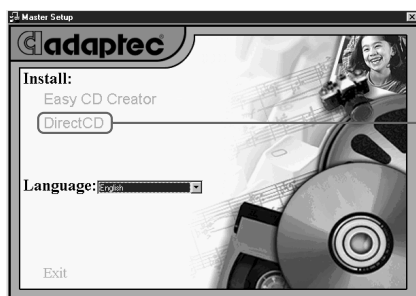 Master Setup
adaptec
Install:
Easy CD Creator
DirectCD
Language: English
Exit